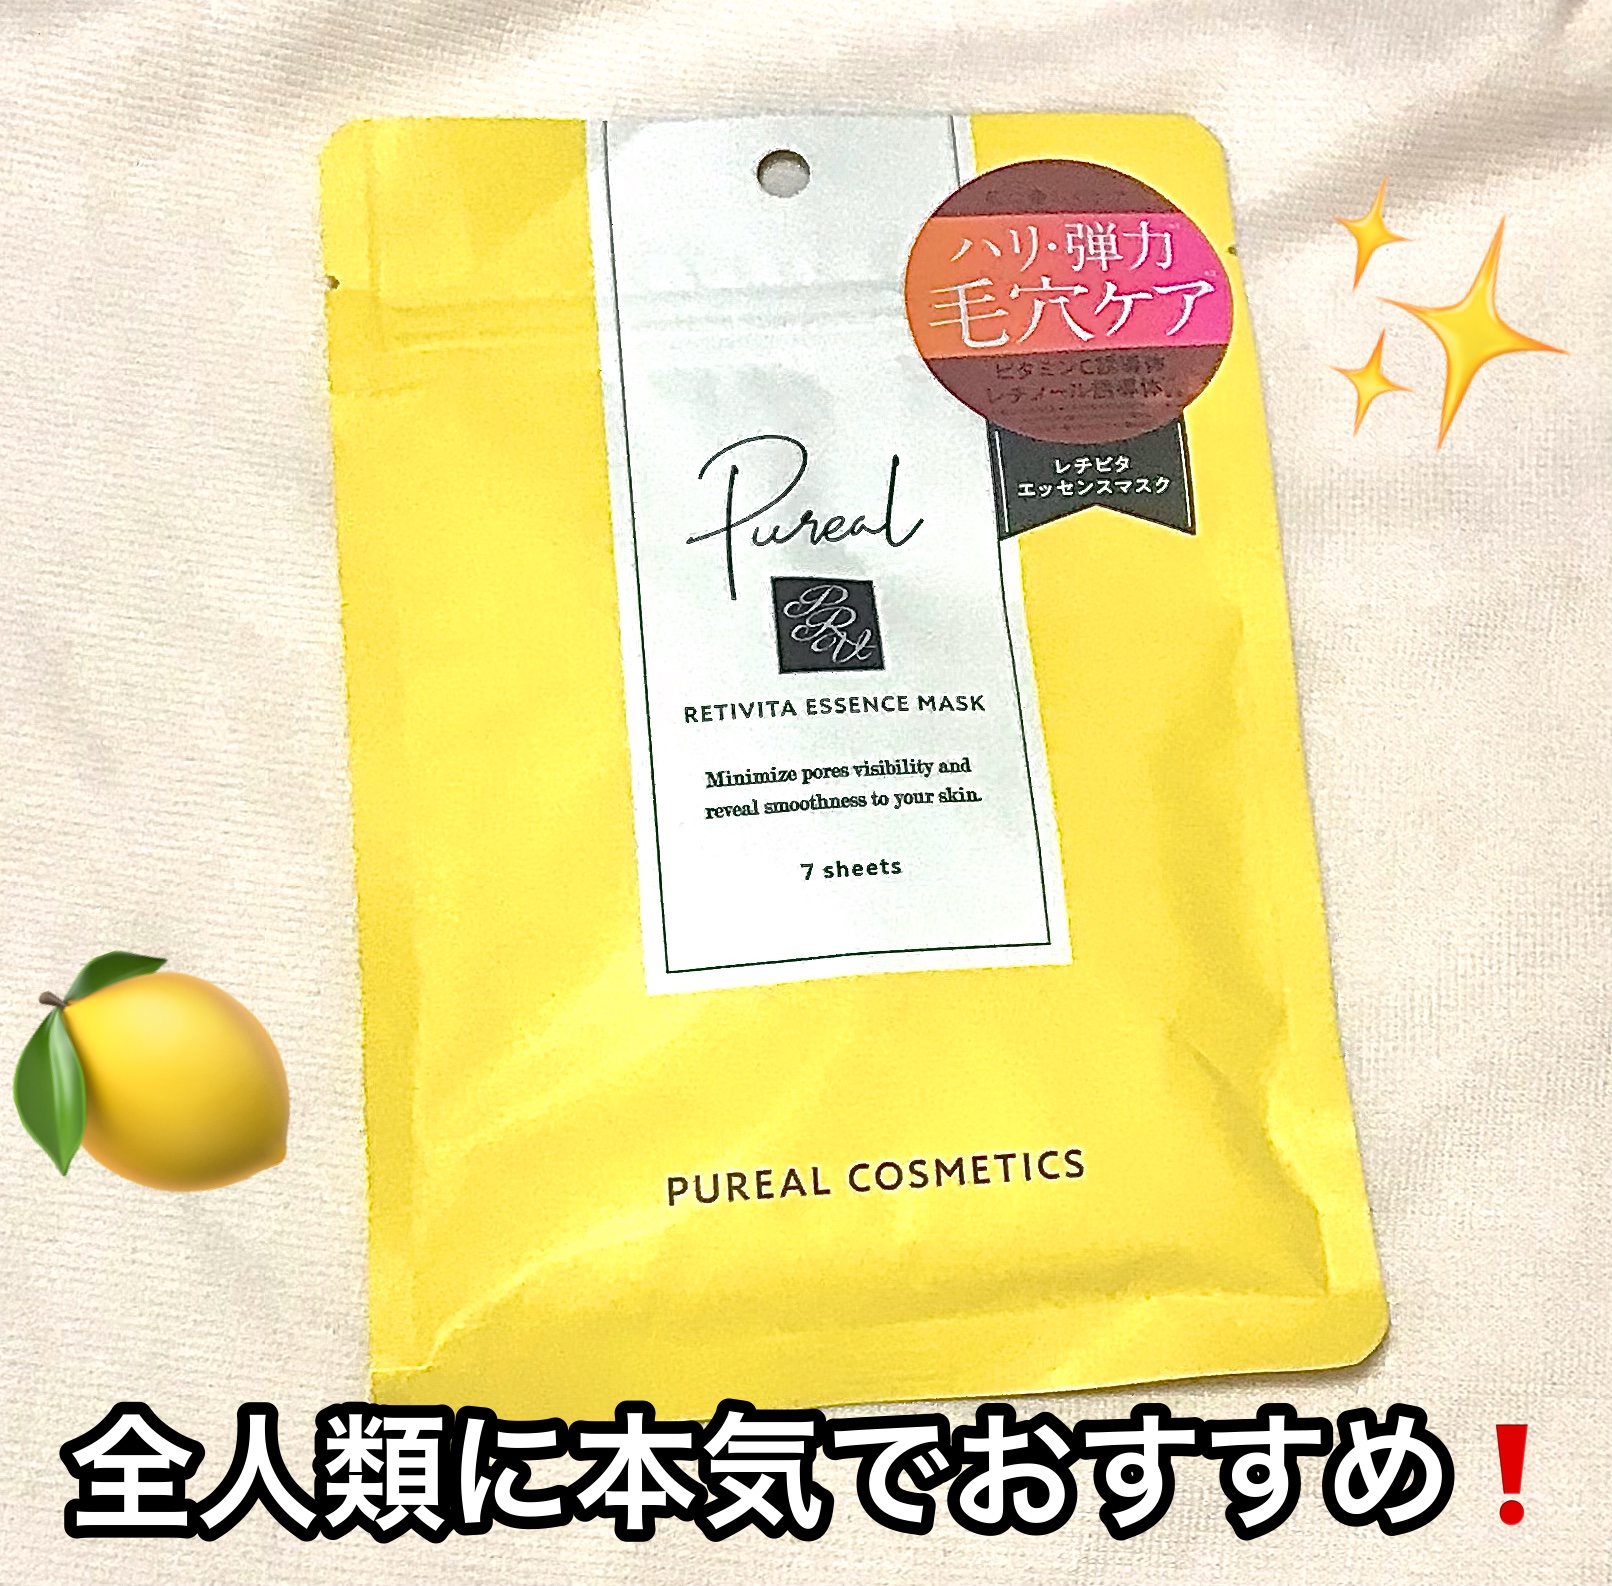 ハリ・弾力
毛穴ケア
ビタミンC誘導体
レチノール誘導体
レチビタ
エッセンスマスク
Pureal
PRU
RETIVITA ESSENCE MASK
Minimize pores visibility and
reveal smoothness to your skin.
7 sheets
PUREAL COSMETICS
全人類に本気でおすすめ❗